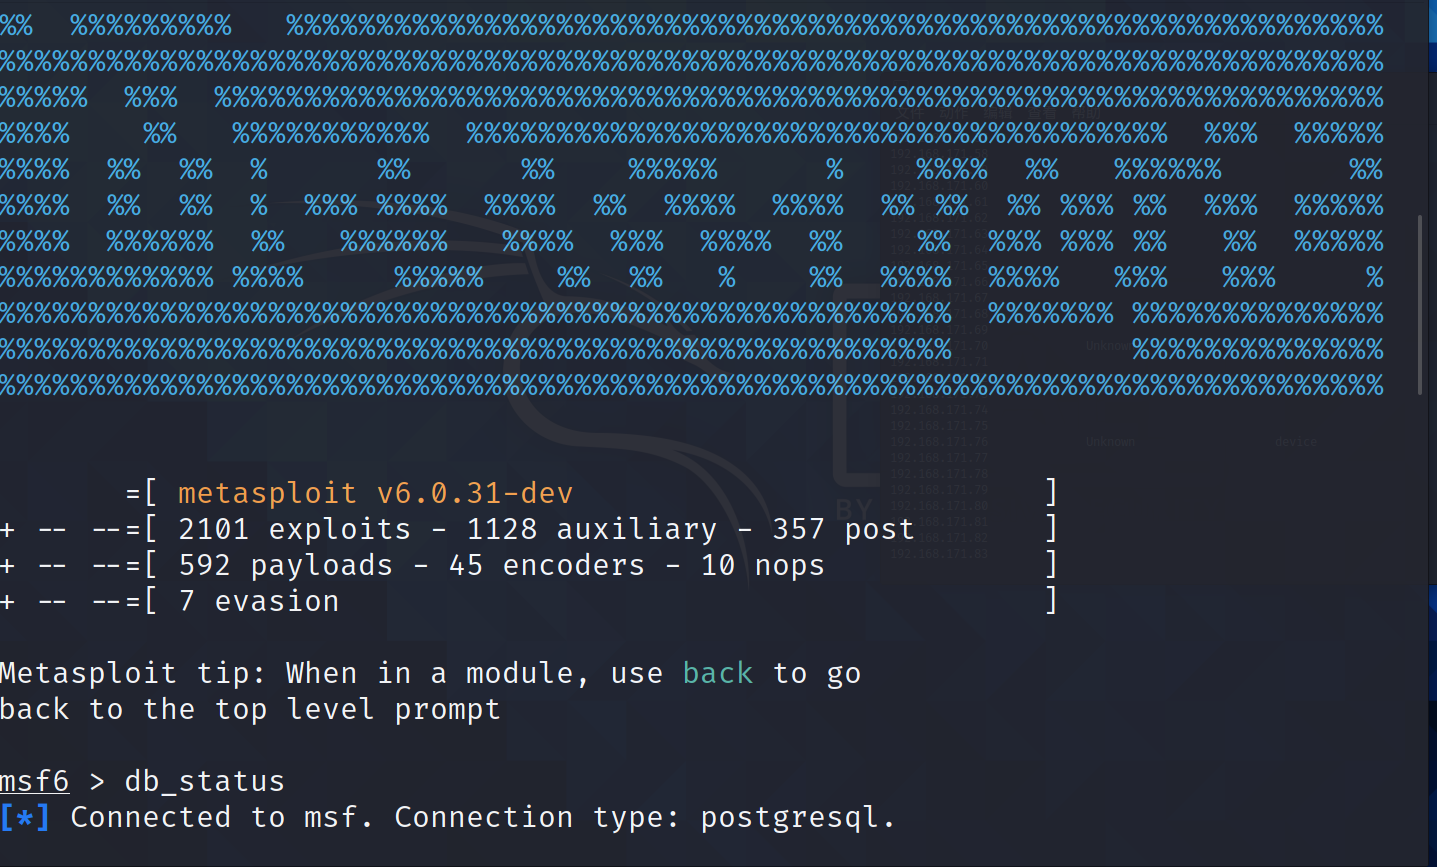 %%  %%%%%%%%%   %%%%%%%%%%%%%%%%%%%%%%%%%%%%%%%%%%%%%%%%%%%%%%%%%%%%%%%%%%%%%
%%%%%%%%%%%%%%%%%%%%%%%%%%%%%%%%%%%%%%%%%%%%%%%%%%%%%%%%%%%%%%%%%%%%%%%%%%%%%%%
%%%%%  %%%  %%%%%%%%%%%%%%%%%%%%%%%%%%%%%%%%%%%%%%%%%%%%%%%%%%%%%%%%%%%%%%%%%
%%%%    %%   %%%%%%%%%%%  %%%%%%%%%%%%%%%%%%%%%%%%%%%%%%%%%%%%%%%  %%%  %%%%%
%%%%  %%  %%  %      %%      %%    %%%%%      %    %%%%  %%   %%%%%%       %%
%%%%  %%  %%  %  %%% %%%%  %%%%  %%  %%%%  %%%%  %% %%  %% %%% %%  %%%  %%%%%
%%%%  %%%%%%  %%   %%%%%%   %%%%  %%%  %%%%  %%    %%  %%% %%% %%   %%  %%%%%
%%%%%%%%%%%% %%%%     %%%%%    %%  %%   %    %%  %%%%  %%%%   %%%   %%%     %
%%%%%%%%%%%%%%%%%%%%%%%%%%%%%%%%%%%%%%%%%%%%%%%%%%%%%  %%%%%%% %%%%%%%%%%%%%%
%%%%%%%%%%%%%%%%%%%%%%%%%%%%%%%%%%%%%%%%%%%%%%%%%%%%%          %%%%%%%%%%%%%%
%%%%%%%%%%%%%%%%%%%%%%%%%%%%%%%%%%%%%%%%%%%%%%%%%%%%%%%%%%%%%%%%%%%%%%%%%%%%%%%
=[ metasploit v6.0.31-dev ]
+ -- --=[ 2101 exploits - 1128 auxiliary - 357 post ]
+ -- --=[ 592 payloads - 45 encoders - 10 nops ]
+ -- --=[ 7 evasion ]
Metasploit tip: When in a module, use back to go
back to the top level prompt
msf6 > db_status
[*] Connected to msf. Connection type: postgresql.